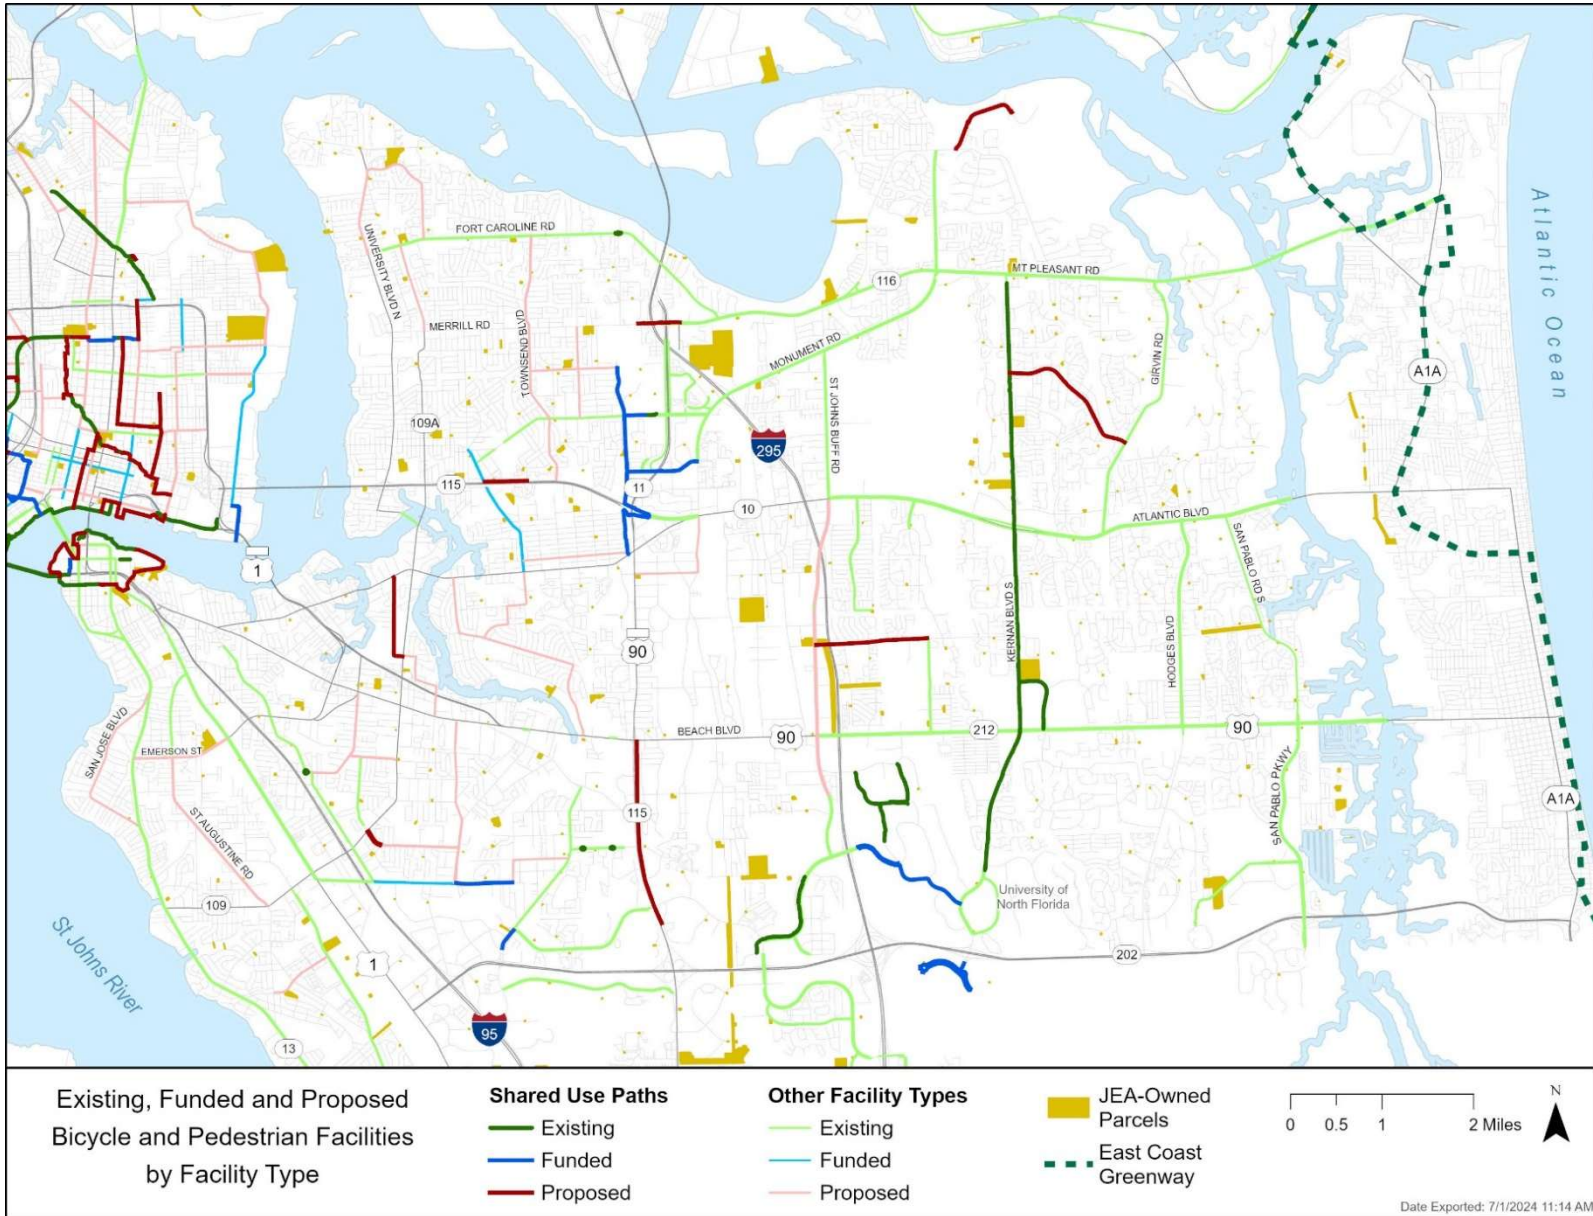 FORT CAROLINE RD
MT PLEASANT RD
116
UNIVERSITY BLVD N
MERRILL RD
TOWNSEND BLVD
MONUMENT RD
GIRVIN RD
ST JOHNS BUFF RD
A1A
Atlantic Ocean
109A
295
115
11
10
ATLANTIC BLVD
SAN PABLO RD S
1
KERNAN BLVD S
HODGES BLVD
90
SAN JOSE BLVD
EMERSON ST
BEACH BLVD
90
212
90
ST AUGUSTINE RD
115
SAN PABLO PKWY
A1A
University of
North Florida
109
St Johns River
1
202
95
13
Existing, Funded and Proposed
Bicycle and Pedestrian Facilities
by Facility Type
Shared Use Paths
Existing
Funded
Proposed
Other Facility Types
Existing
Funded
Proposed
JEA-Owned
Parcels
East Coast
Greenway
0 0.5 1 2 Miles
N
Date Exported: 7/1/2024 11:14 AM